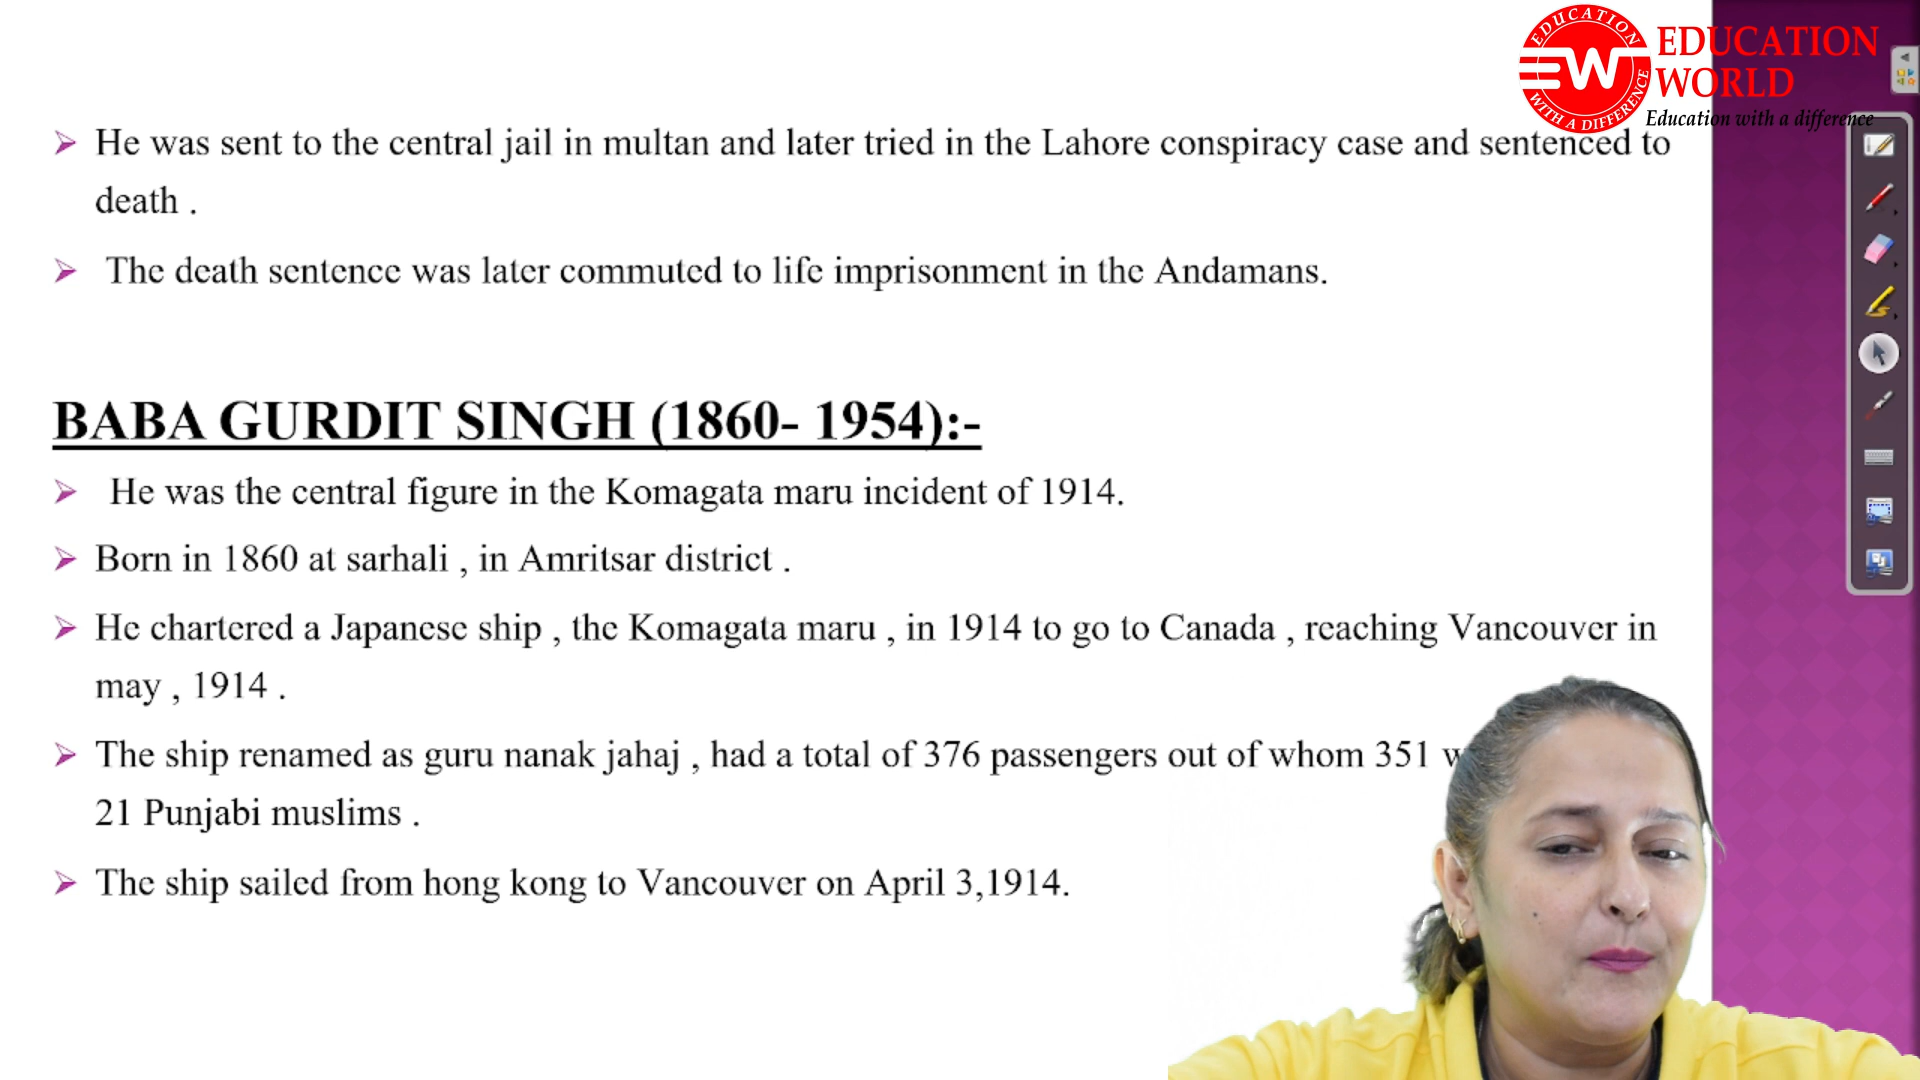 EDUCATION
WITH A DIFFERENCE
EW
EDUCATION
WORLD
Education with a difference
He was sent to the central jail in multan and later tried in the Lahore conspiracy case and sentenced to
death .
The death sentence was later commuted to life imprisonment in the Andamans.
BABA GURDIT SINGH (1860- 1954):-
He was the central figure in the Komagata maru incident of 1914.
Born in 1860 at sarhali , in Amritsar district .
He chartered a Japanese ship , the Komagata maru , in 1914 to go to Canada , reaching Vancouver in
may , 1914 .
The ship renamed as guru nanak jahaj , had a total of 376 passengers out of whom 351
21 Punjabi muslims .
The ship sailed from hong kong to Vancouver on April 3,1914.